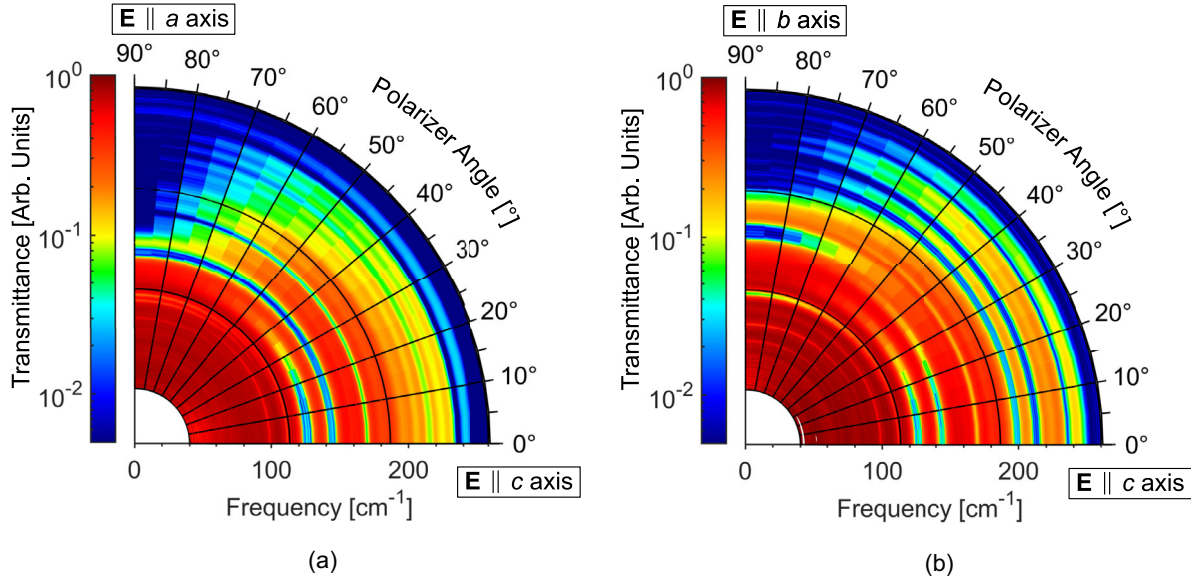 E ∥ a axis
90°
80°
70°
60°
50°
40°
30°
20°
10°
0°
Polarizer Angle [°]
10⁰
10⁻¹
10⁻²
Transmittance [Arb. Units]
0
100
200
Frequency [cm⁻¹]
E ∥ c axis
(a)
E ∥ b axis
90°
80°
70°
60°
50°
40°
30°
20°
10°
0°
Polarizer Angle [°]
10⁰
10⁻¹
10⁻²
Transmittance [Arb. Units]
0
100
200
Frequency [cm⁻¹]
E ∥ c axis
(b)